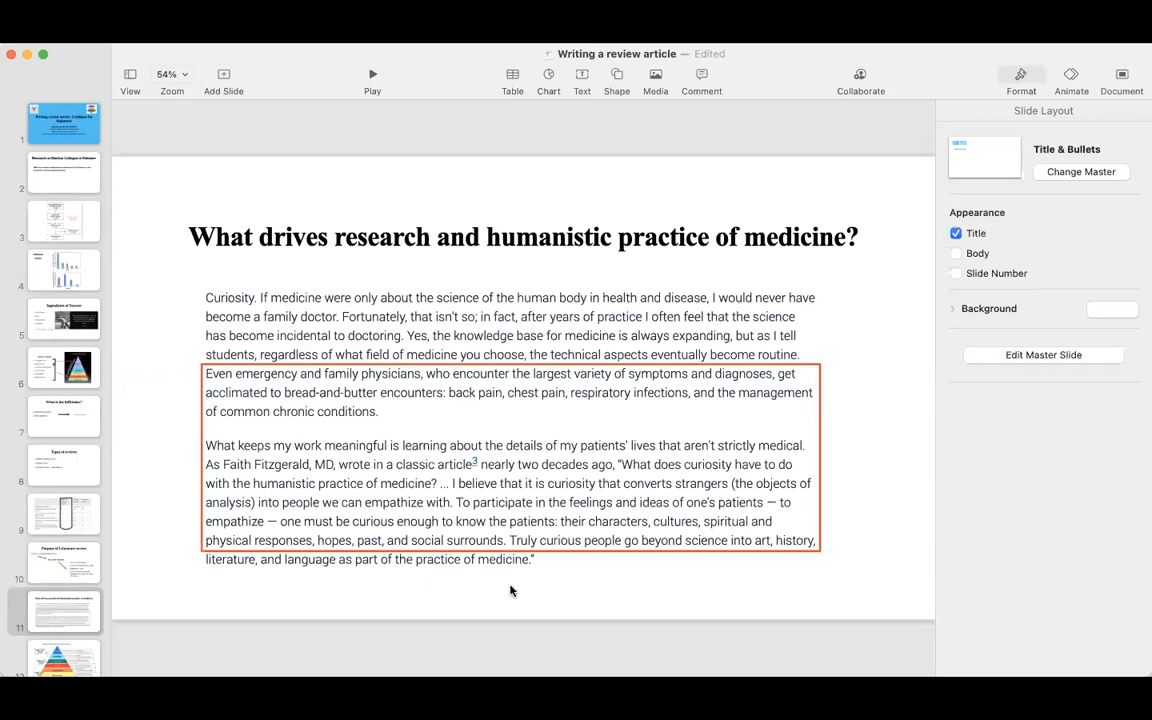 Writing a review article — Edited
View
54%
Zoom
Add Slide
Play
Table
Chart
Text
Shape
Media
Comment
Collaborate
Format
Animate
Document
Slide Layout
Title & Bullets
Change Master
Appearance
Title
Body
Slide Number
Background
Edit Master Slide
1
2
3
4
5
6
7
8
9
10
11
What is the difference?
Types of reviews
What drives research and humanistic practice of medicine?
Curiosity. If medicine were only about the science of the human body in health and disease, I would never have
become a family doctor. Fortunately, that isn't so; in fact, after years of practice I often feel that the science
has become incidental to doctoring. Yes, the knowledge base for medicine is always expanding, but as I tell
students, regardless of what field of medicine you choose, the technical aspects eventually become routine.
Even emergency and family physicians, who encounter the largest variety of symptoms and diagnoses, get
acclimated to bread-and-butter encounters: back pain, chest pain, respiratory infections, and the management
of common chronic conditions.
What keeps my work meaningful is learning about the details of my patients' lives that aren't strictly medical.
As Faith Fitzgerald, MD, wrote in a classic article3 nearly two decades ago, “What does curiosity have to do
with the humanistic practice of medicine? ... I believe that it is curiosity that converts strangers (the objects of
analysis) into people we can empathize with. To participate in the feelings and ideas of one's patients — to
empathize — one must be curious enough to know the patients: their characters, cultures, spiritual and
physical responses, hopes, past, and social surrounds. Truly curious people go beyond science into art, history,
literature, and language as part of the practice of medicine.”